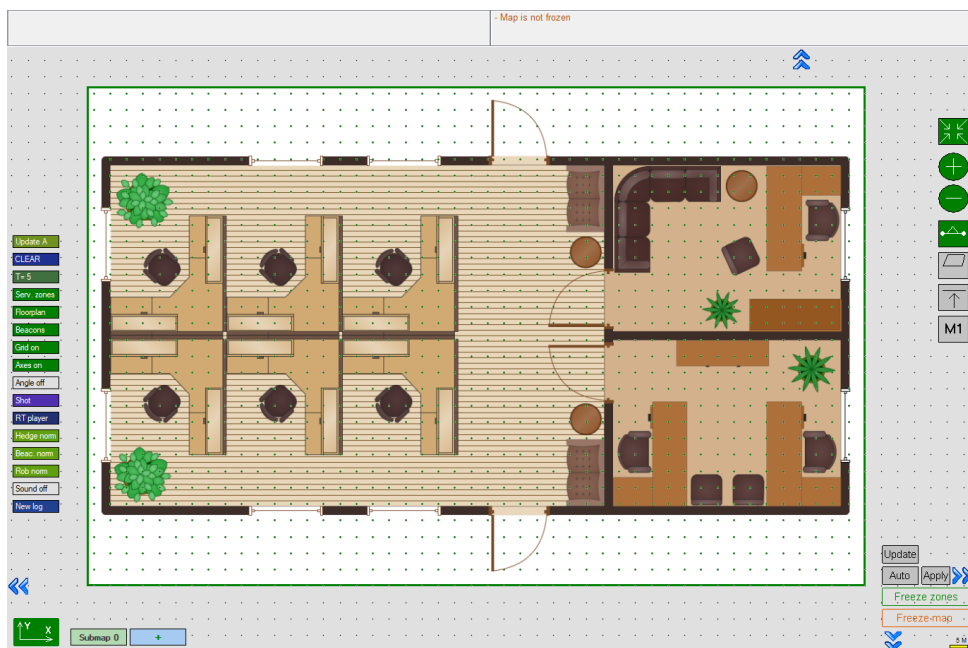 - Map is not frozen
Update A
CLEAR
T= 5
Serv. zones
Floorplan
Beacons
Grid on
Axes on
Angle off
Shot
RT player
Hedge norm
Beac. norm
Rob norm
Sound off
New log
M1
Update
Auto
Apply
Freeze zones
Freeze-map
Y
X
Submap 0
+
5 M